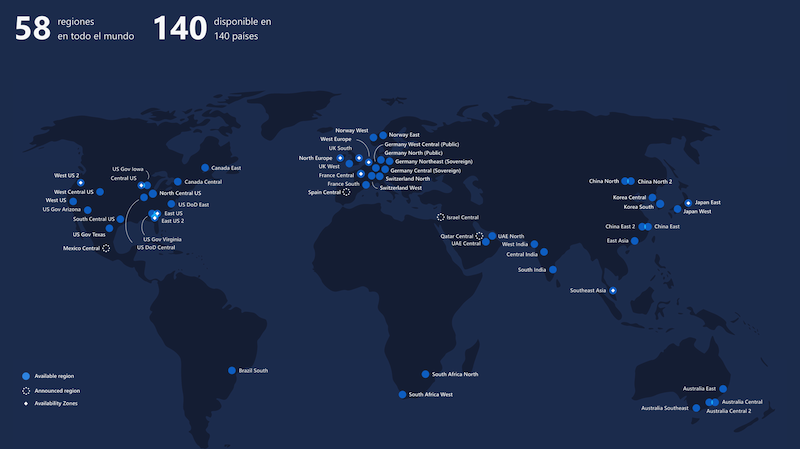 58
regiones
en todo el mundo
140
disponible en
140 países
Norway West
Norway East
West Europe
UK South
Germany West Central (Public)
Germany North (Public)
North Europe
UK West
Germany Northeast (Sovereign)
Germany Central (Sovereign)
France Central
Switzerland North
France South
Switzerland West
Spain Central
US Gov Iowa
Canada East
West US 2
Central US
Canada Central
West Central US
North Central US
West US
US DoD East
US Gov Arizona
East US
South Central US
East US 2
US Gov Texas
US Gov Virginia
Mexico Central
US DoD Central
Israel Central
Qatar Central
UAE North
UAE Central
West India
Central India
South India
China North
China North 2
Korea Central
Korea South
Japan East
Japan West
China East 2
China East
East Asia
Southeast Asia
Brazil South
South Africa North
South Africa West
Australia East
Australia Central
Australia Southeast
Australia Central 2
Available region
Announced region
Availability Zones